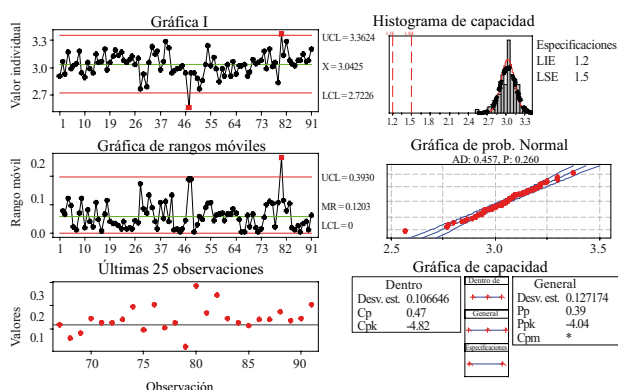 Gráfica I
Valor individual
3.3
3.0
2.7
UCL = 3.3624
X = 3.0425
LCL = 2.7226
1 10 19 28 37 46 55 64 73 82 91
Histograma de capacidad
Especificaciones
LIE 1.2
LSE 1.5
1.2 1.5 1.8 2.1 2.4 2.7 3.0 3.3
Gráfica de rangos móviles
Rango móvil
0.2
0.1
0.0
UCL = 0.3930
MR = 0.1203
LCL = 0
1 10 19 28 37 46 55 64 73 82 91
Gráfica de prob. Normal
AD: 0.457, P: 0.260
2.5 3.0 3.5
Últimas 25 observaciones
Valores
0.3
0.2
0.1
70 75 80 85 90
Observación
Gráfica de capacidad
Dentro
Desv. est. 0.106646
Cp 0.47
Cpk -4.82
Dentro de
General
Especificaciones
General
Desv. est. 0.127174
Pp 0.39
Ppk -4.04
Cpm *